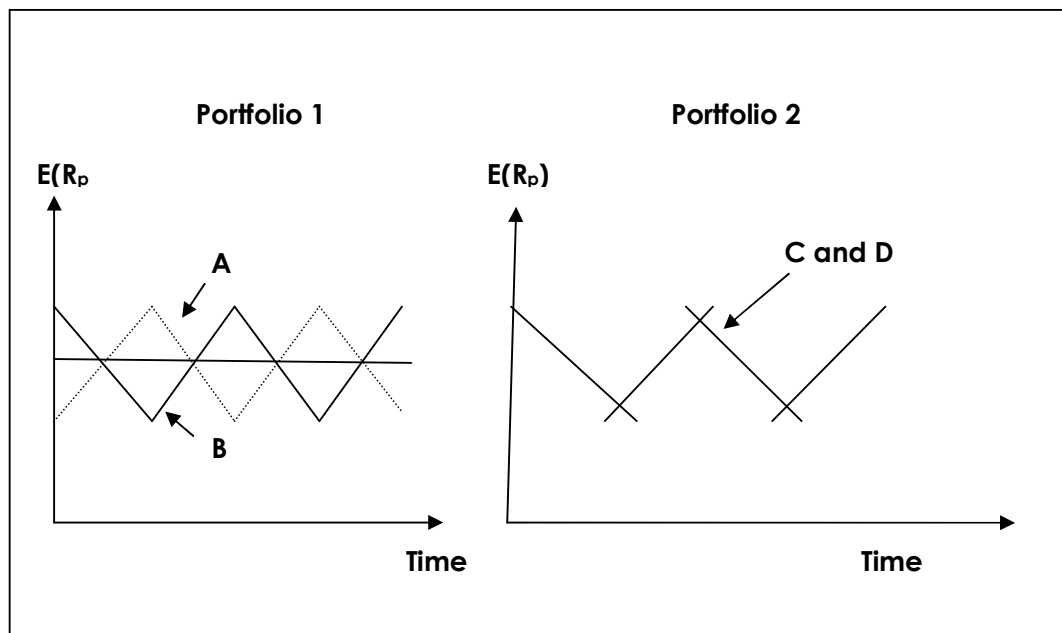 Portfolio 1
Portfolio 2
E(Rₚ
E(Rₚ)
A
C and D
B
Time
Time